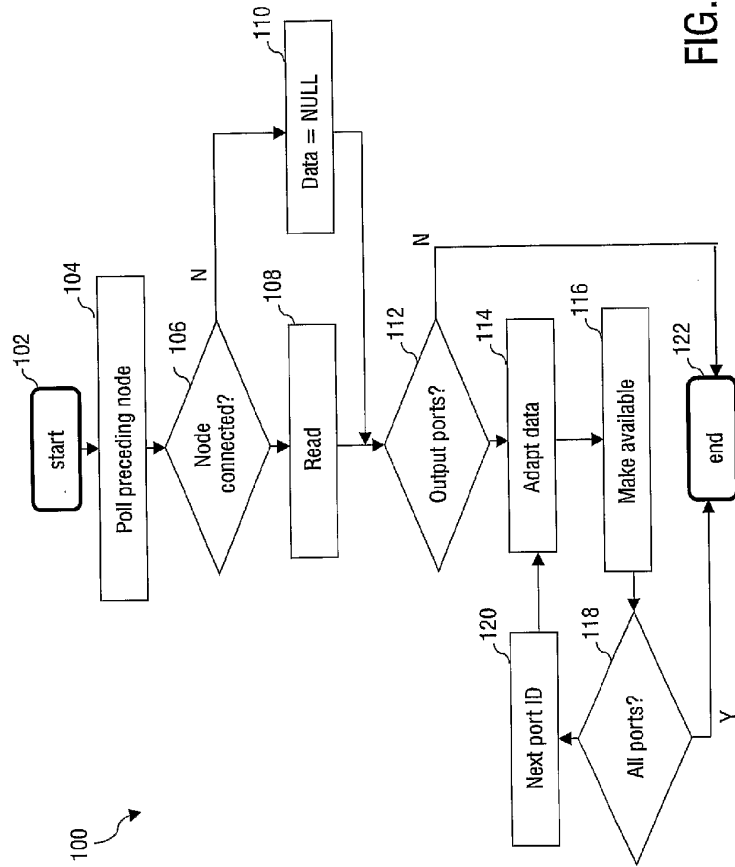 100
102
start
104
Poll preceding node
106
Node
connected?
N
108
Read
110
Data = NULL
112
Output ports?
N
114
Adapt data
116
Make available
118
All ports?
Y
120
Next port ID
122
end
FIG.